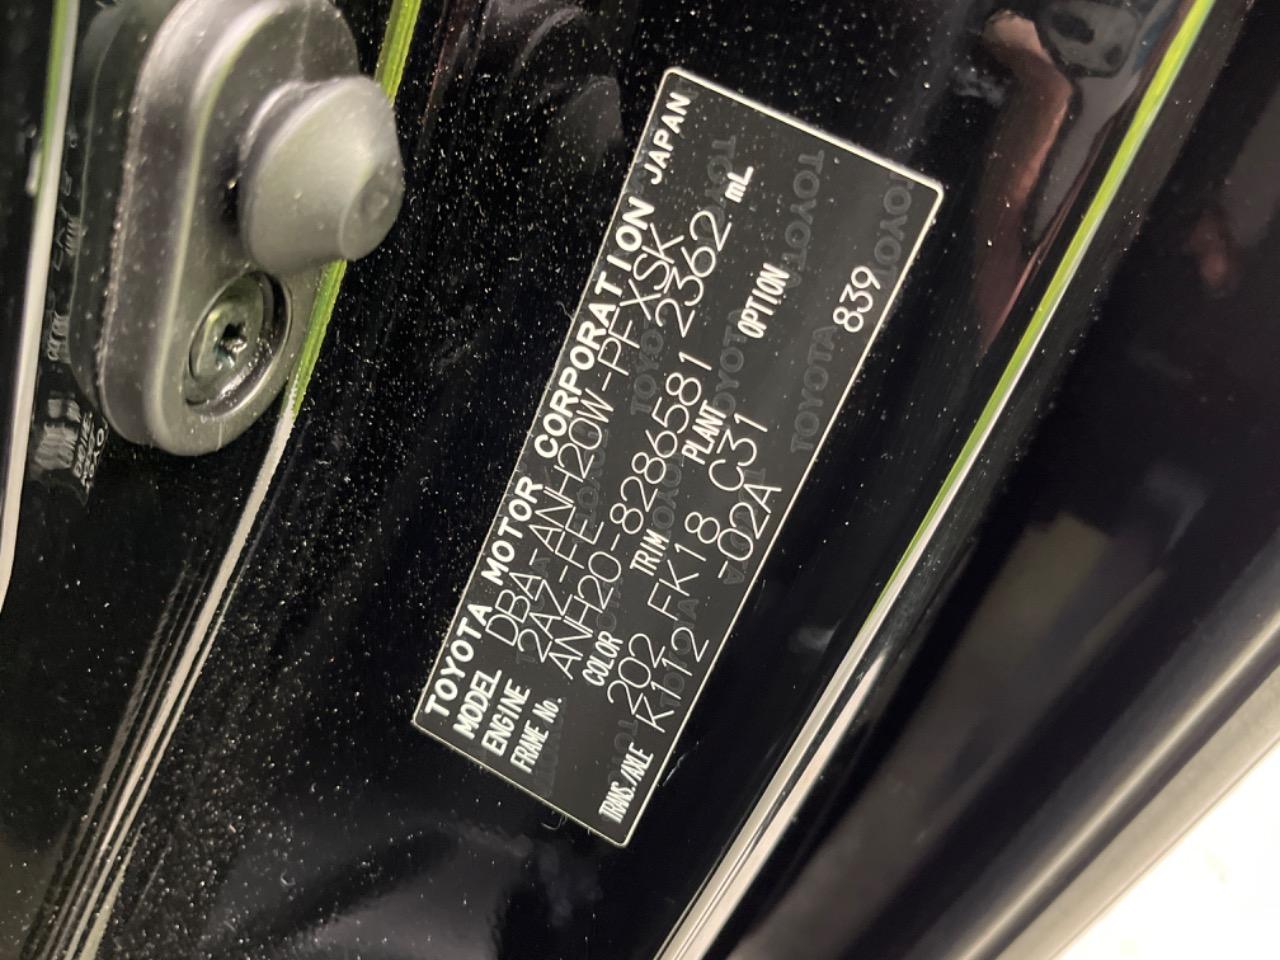 TOYOTA MOTOR CORPORATION JAPAN
MODEL DBA-ANH20W-PFXSK
ENGINE 2AZ-FE 2362 mL
FRAME No. ANH20-8286581
COLOR TRIM PLANT OPTION
202 FK18 C31
TRANS./AXLE K112 -02A 839